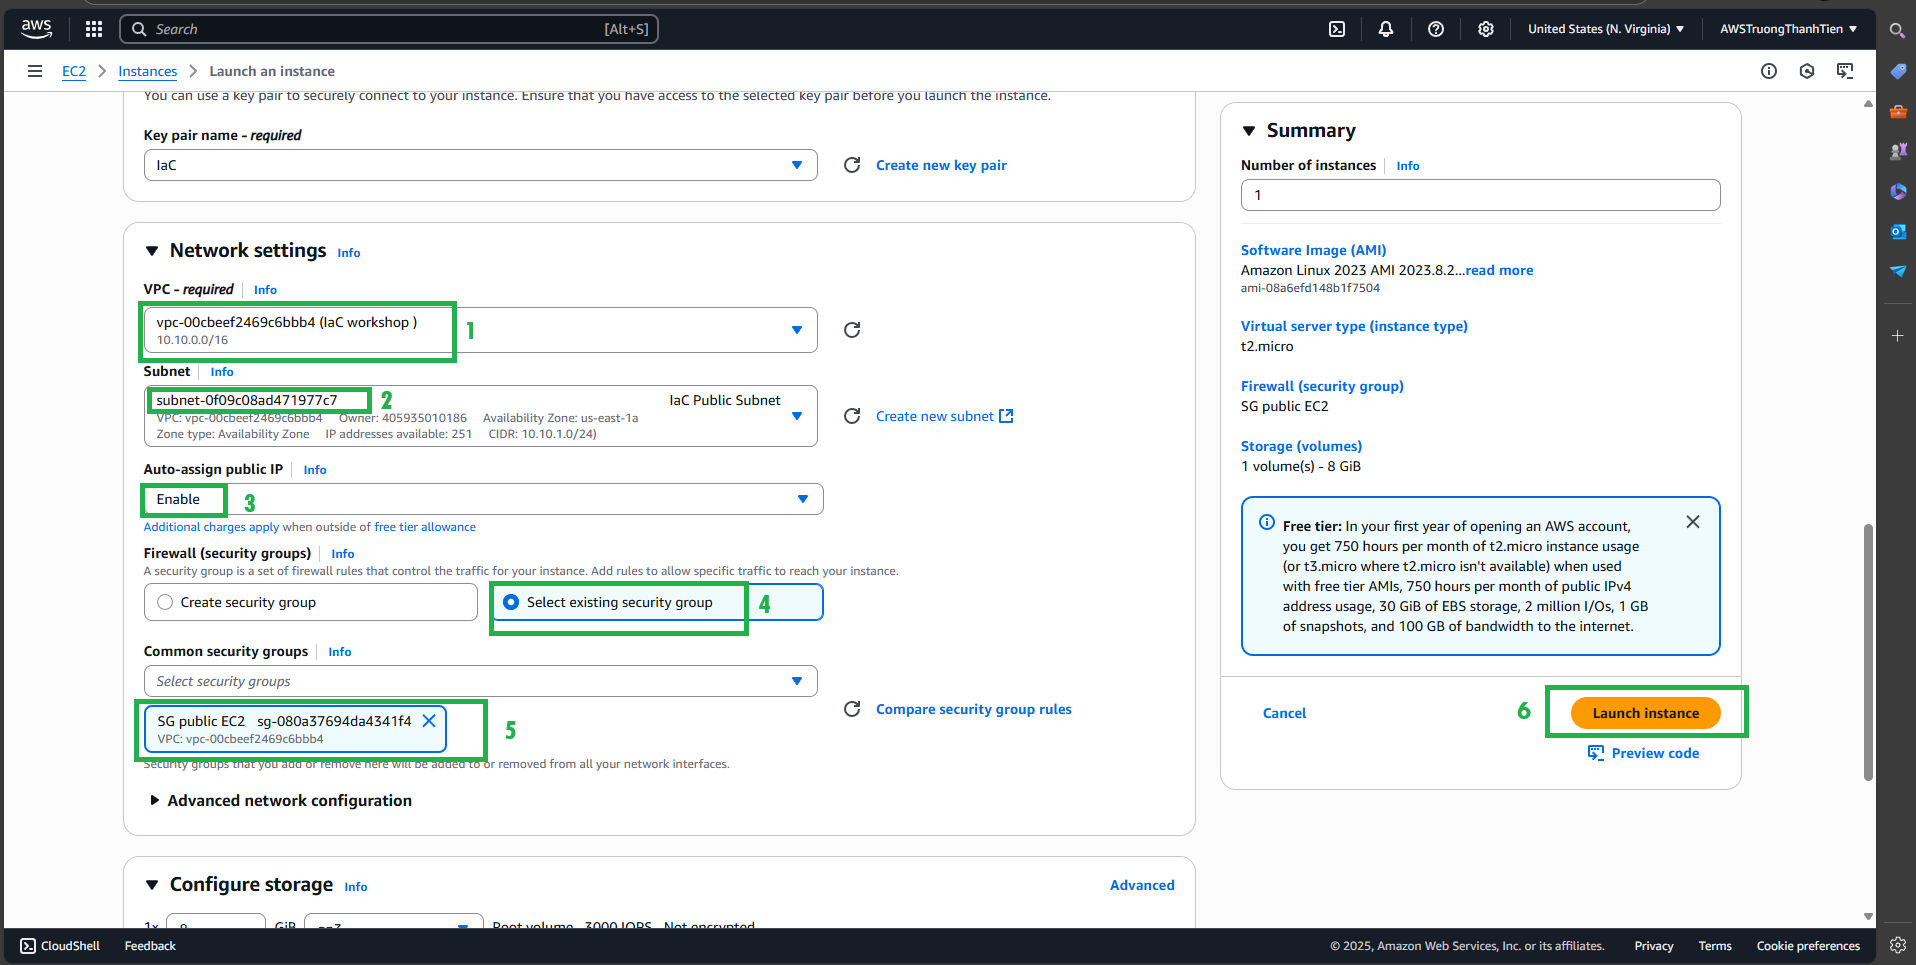 aws
Search
[Alt+S]
United States (N. Virginia)
AWSTruongThanhTien
EC2
Instances
Launch an instance
You can use a key pair to securely connect to your instance. Ensure that you have access to the selected key pair before you launch the instance.
Key pair name - required
IaC
Create new key pair
Network settings Info
VPC - required Info
vpc-00cbeef2469c6bbb4 (IaC workshop )
10.10.0.0/16
1
Subnet Info
subnet-0f09c08ad471977c7 IaC Public Subnet
2
VPC: vpc-00cbeef2469c6bbb4 Owner: 405935010186 Availability Zone: us-east-1a
Zone type: Availability Zone IP addresses available: 251 CIDR: 10.10.1.0/24)
Create new subnet
Auto-assign public IP Info
Enable
3
Additional charges apply when outside of free tier allowance
Firewall (security groups) Info
A security group is a set of firewall rules that control the traffic for your instance. Add rules to allow specific traffic to reach your instance.
Create security group
Select existing security group
4
Common security groups Info
Select security groups
SG public EC2 sg-080a37694da4341f4
VPC: vpc-00cbeef2469c6bbb4
5
Compare security group rules
Security groups that you add or remove here will be added to or removed from all your network interfaces.
Advanced network configuration
Configure storage Info
Advanced
1x 8 GiB gp3 Root volume, 3000 IOPS, Not encrypted
Summary
Number of instances Info
1
Software Image (AMI)
Amazon Linux 2023 AMI 2023.8.2...read more
ami-08a6efd148b1f7504
Virtual server type (instance type)
t2.micro
Firewall (security group)
SG public EC2
Storage (volumes)
1 volume(s) - 8 GiB
Free tier: In your first year of opening an AWS account,
you get 750 hours per month of t2.micro instance usage
(or t3.micro where t2.micro isn't available) when used
with free tier AMIs, 750 hours per month of public IPv4
address usage, 30 GiB of EBS storage, 2 million I/Os, 1 GB
of snapshots, and 100 GB of bandwidth to the internet.
Cancel
6
Launch instance
Preview code
CloudShell
Feedback
© 2025, Amazon Web Services, Inc. or its affiliates.
Privacy
Terms
Cookie preferences